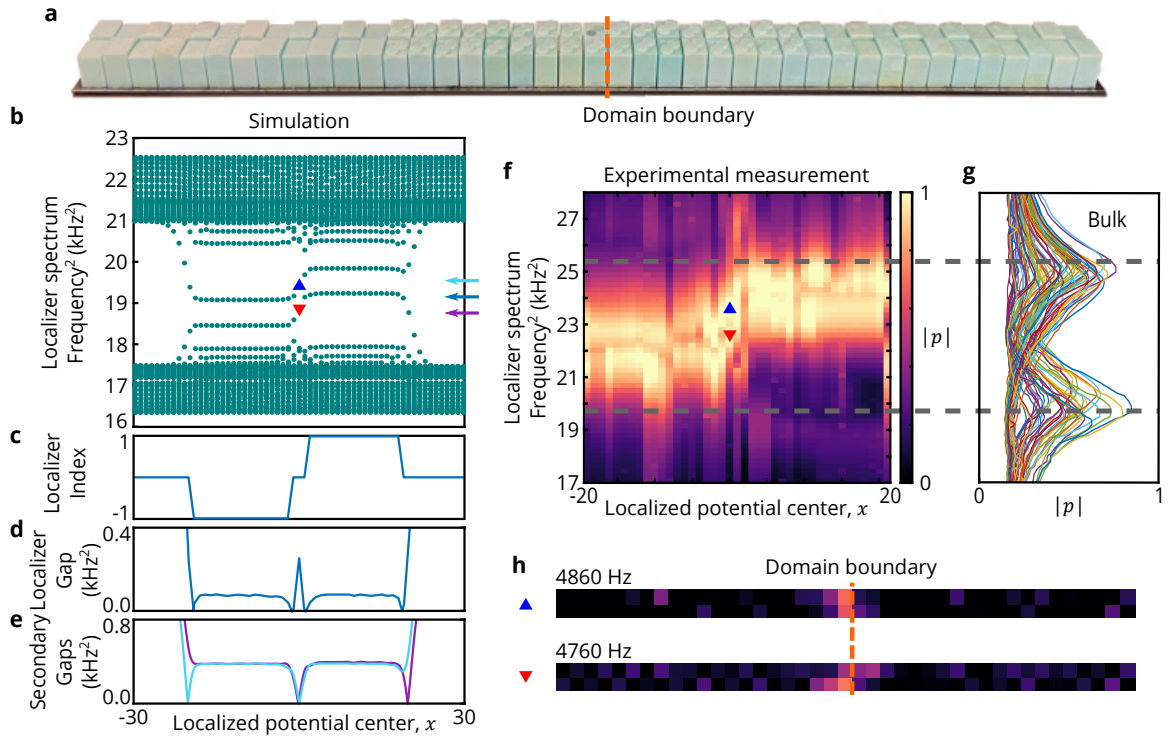 a
Domain boundary
b
Simulation
Localizer spectrum
Frequency² (kHz²)
23
22
21
20
19
18
17
16
c
Localizer
Index
1
-1
d
Localizer
Gap
(kHz²)
0.4
0.0
e
Secondary
Gaps
(kHz²)
0.8
0.0
-30
30
Localized potential center, x
f
Experimental measurement
Localizer spectrum
Frequency² (kHz²)
27
25
23
21
19
17
-20
20
Localized potential center, x
1
|p|
0
g
Bulk
0
1
|p|
h
Domain boundary
4860 Hz
4760 Hz